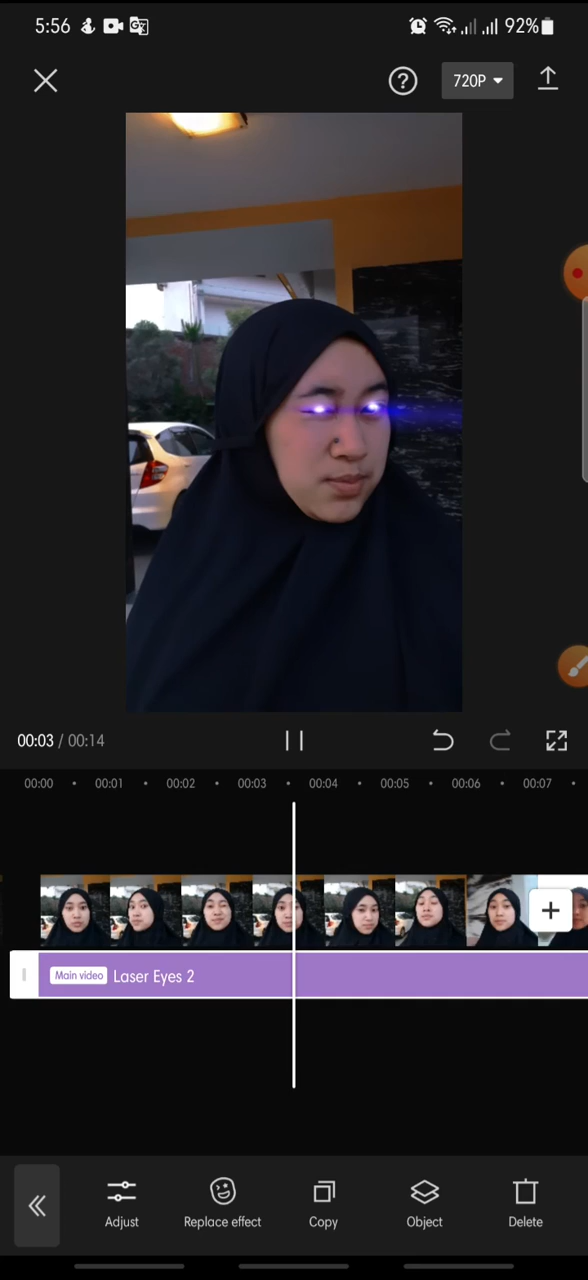 5:56 92%
720P
00:03 / 00:14
00:00 • 00:01 • 00:02 • 00:03 • 00:04 • 00:05 • 00:06 • 00:07 •
Main video Laser Eyes 2
Adjust Replace effect Copy Object Delete